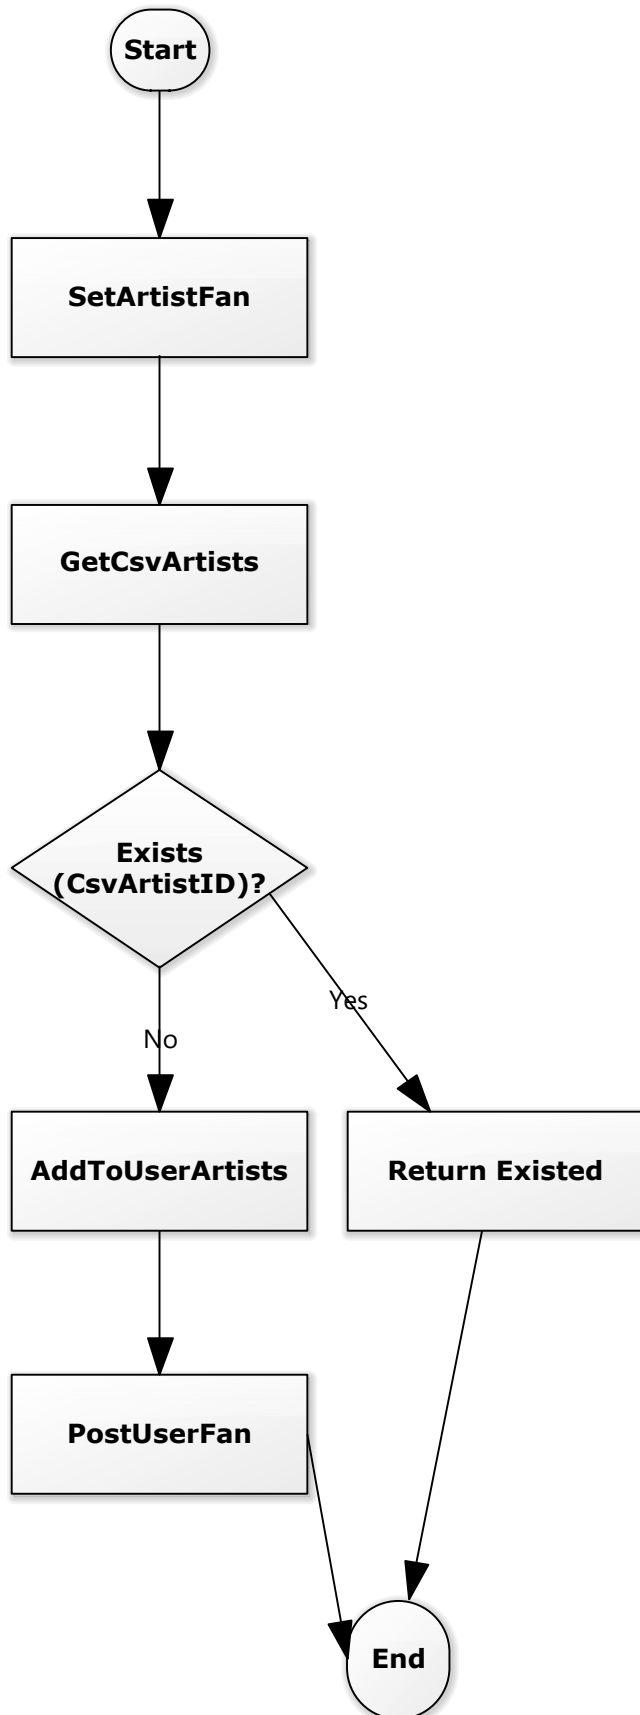 Start
SetArtistFan
GetCsvArtists
Exists
(CsvArtistID)?
Yes
No
AddToUserArtists
Return Existed
PostUserFan
End